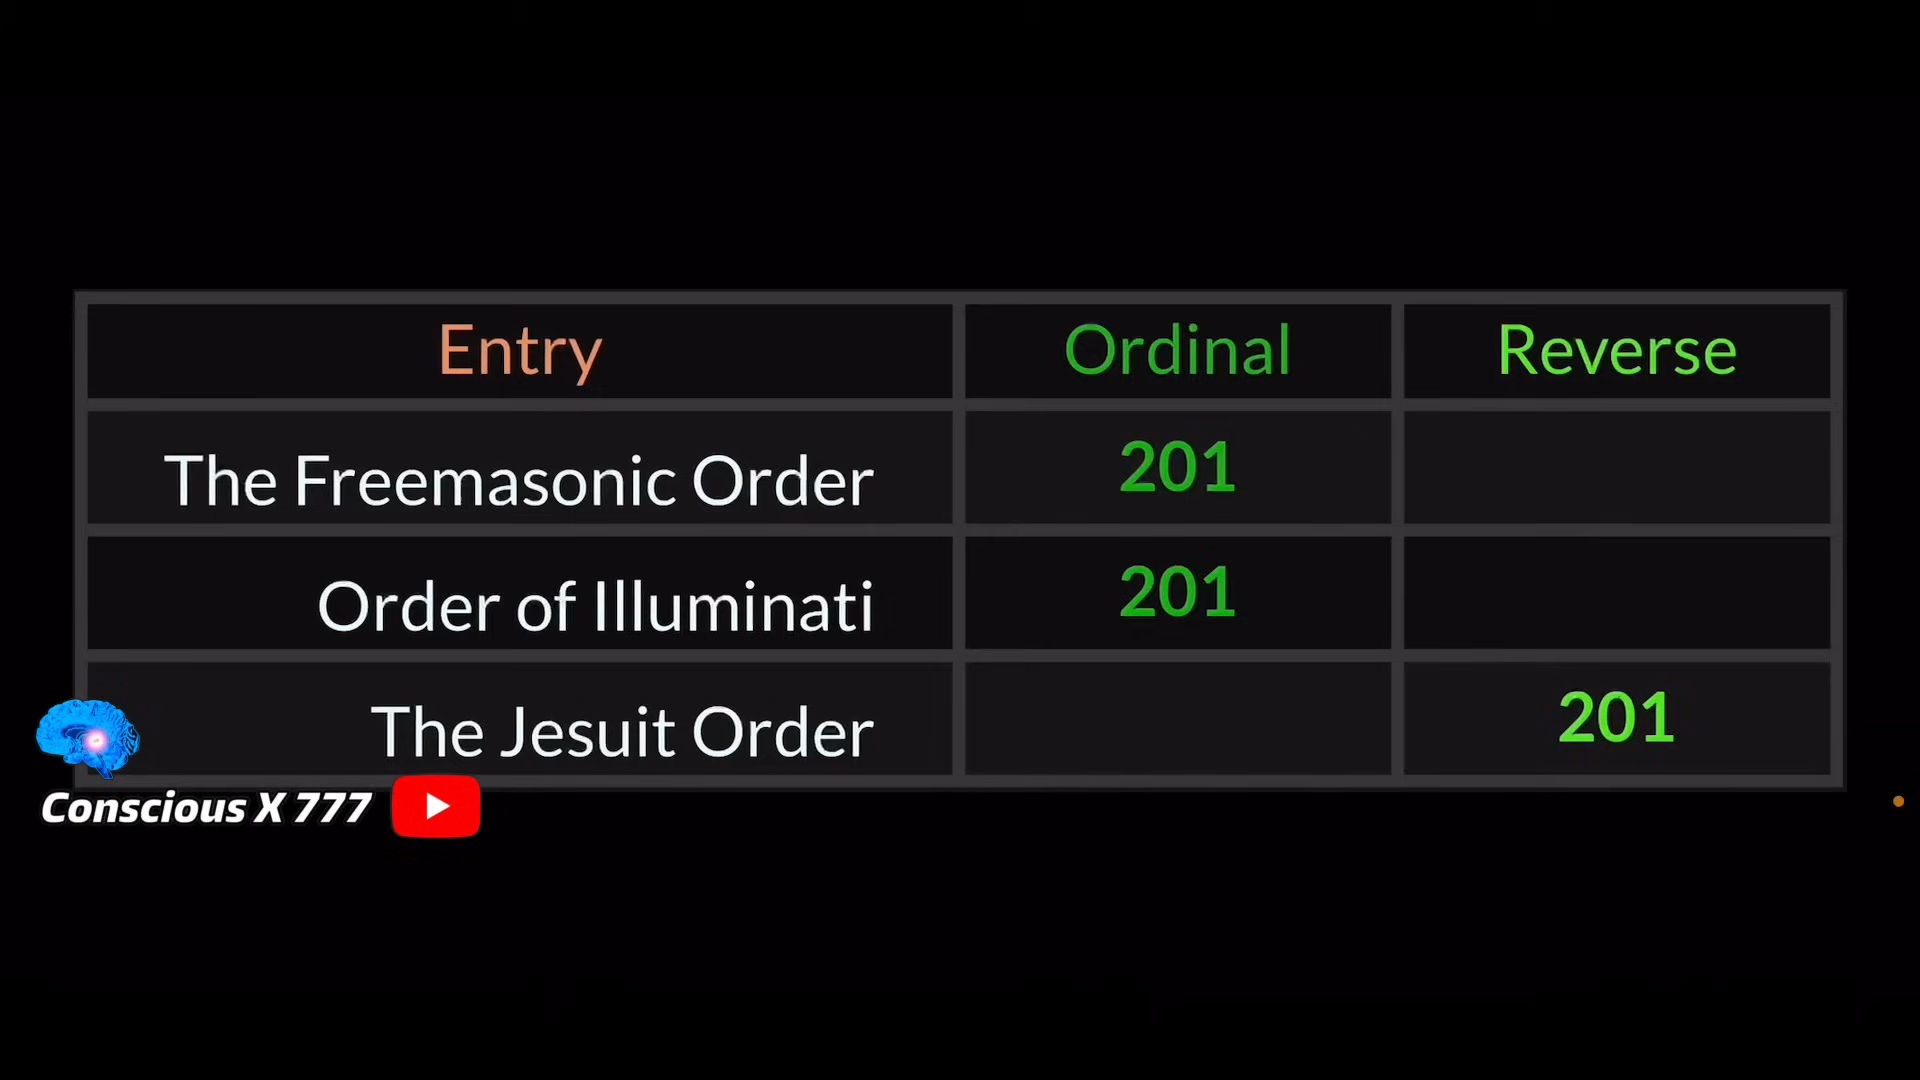 Entry Ordinal Reverse
The Freemasonic Order 201
Order of Illuminati 201
The Jesuit Order 201
Conscious X 777